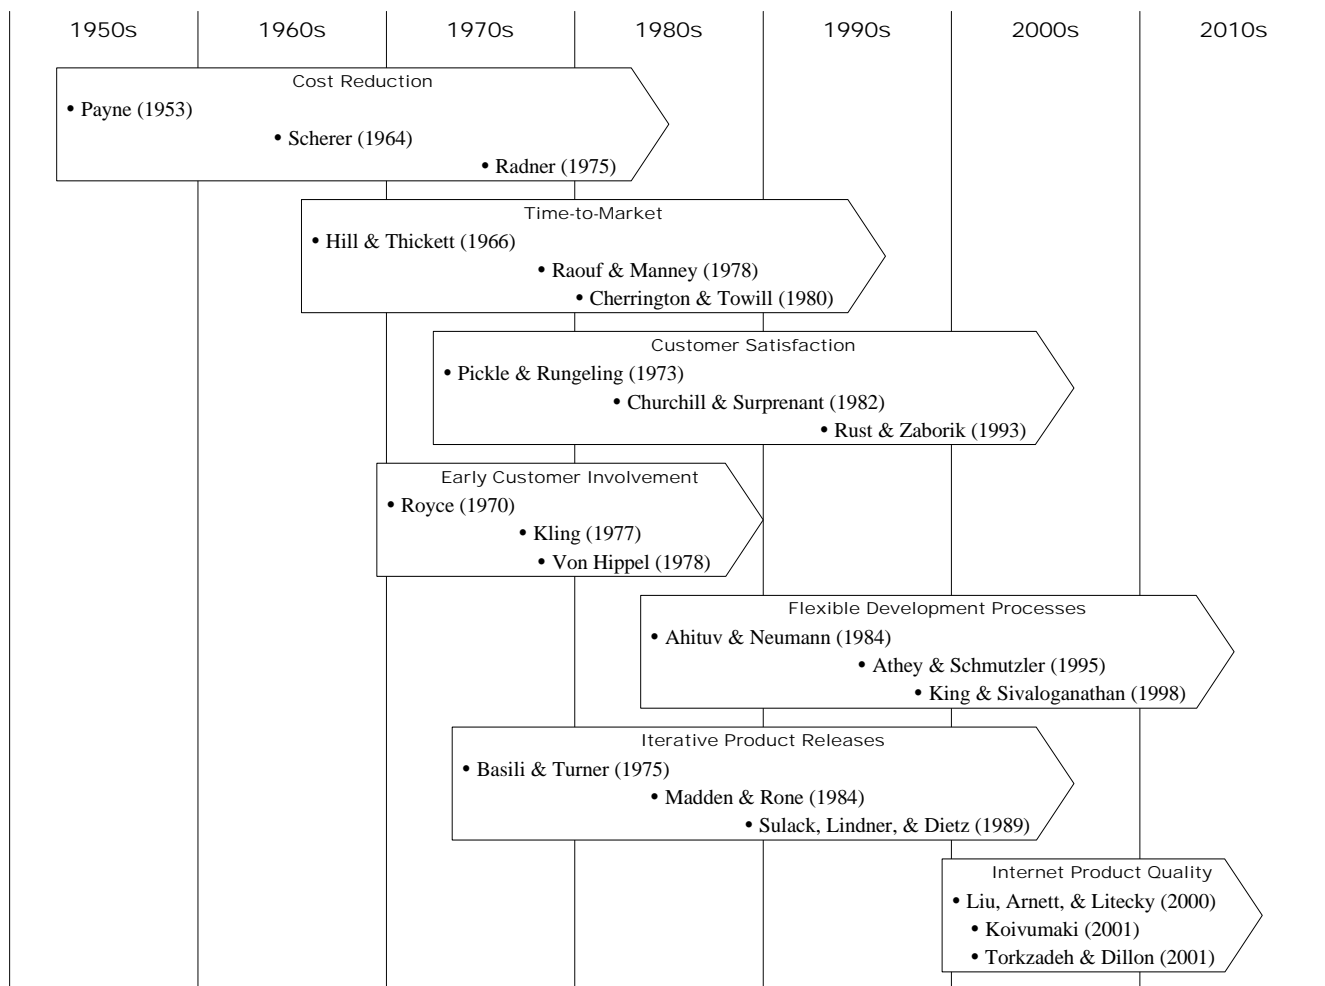 1950s 1960s 1970s 1980s 1990s 2000s 2010s
Cost Reduction
• Payne (1953)
• Scherer (1964)
• Radner (1975)
Time-to-Market
• Hill & Thickett (1966)
• Raouf & Manney (1978)
• Cherrington & Towill (1980)
Customer Satisfaction
• Pickle & Rungeling (1973)
• Churchill & Surprenant (1982)
• Rust & Zaborik (1993)
Early Customer Involvement
• Royce (1970)
• Kling (1977)
• Von Hippel (1978)
Flexible Development Processes
• Ahituv & Neumann (1984)
• Athey & Schmutzler (1995)
• King & Sivaloganathan (1998)
Iterative Product Releases
• Basili & Turner (1975)
• Madden & Rone (1984)
• Sulack, Lindner, & Dietz (1989)
Internet Product Quality
• Liu, Arnett, & Litecky (2000)
• Koivumaki (2001)
• Torkzadeh & Dillon (2001)